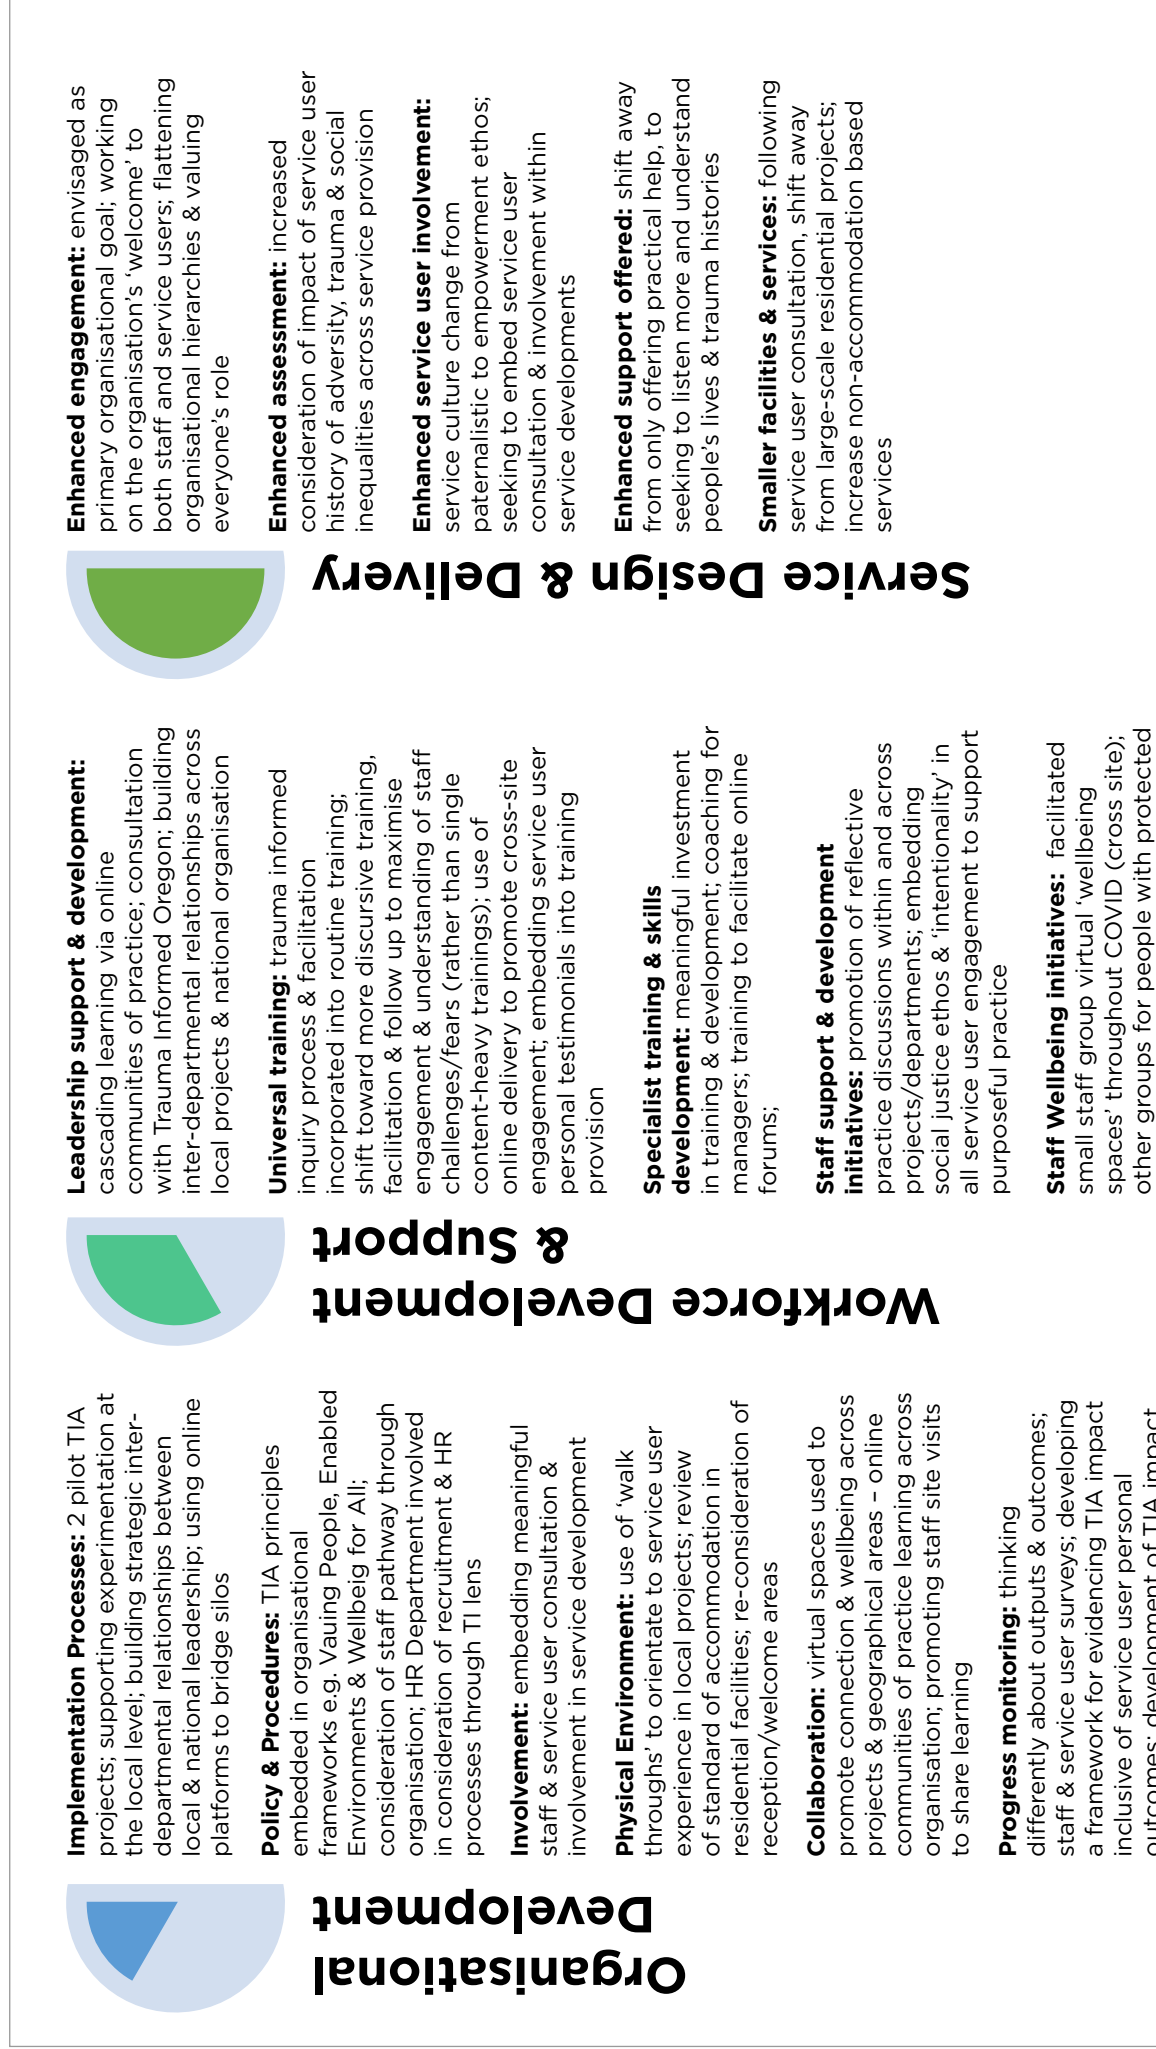 Organisational
Development
Implementation Processes: 2 pilot TIA
projects; supporting experimentation at
the local level; building strategic inter-
departmental relationships between
local & national leadership; using online
platforms to bridge silos
Policy & Procedures: TIA principles
embedded in organisational
frameworks e.g. Vauing People, Enabled
Environments & Wellbeig for All;
consideration of staff pathway through
organisation; HR Department involved
in consideration of recruitment & HR
processes through TI lens
Involvement: embedding meaningful
staff & service user consultation &
involvement in service development
Physical Environment: use of ‘walk
throughs’ to orientate to service user
experience in local projects; review
of standard of accommodation in
residential facilities; re-consideration of
reception/welcome areas
Collaboration: virtual spaces used to
promote connection & wellbeing across
projects & geographical areas – online
communities of practice learning across
organisation; promoting staff site visits
to share learning
Progress monitoring: thinking
differently about outputs & outcomes;
staff & service user surveys; developing
a framework for evidencing TIA impact
inclusive of service user personal
outcomes; development of TIA impact
Workforce Development
& Support
Leadership support & development:
cascading learning via online
communities of practice; consultation
with Trauma Informed Oregon; building
inter-departmental relationships across
local projects & national organisation
Universal training: trauma informed
inquiry process & facilitation
incorporated into routine training;
shift toward more discursive training,
facilitation & follow up to maximise
engagement & understanding of staff
challenges/fears (rather than single
content-heavy trainings); use of
online delivery to promote cross-site
engagement; embedding service user
personal testimonials into training
provision
Specialist training & skills
development: meaningful investment
in training & development; coaching for
managers; training to facilitate online
forums;
Staff support & development
initiatives: promotion of reflective
practice discussions within and across
projects/departments; embedding
social justice ethos & ‘intentionality’ in
all service user engagement to support
purposeful practice
Staff Wellbeing initiatives: facilitated
small staff group virtual ‘wellbeing
spaces’ throughout COVID (cross site);
other groups for people with protected
Service Design & Delivery
Enhanced engagement: envisaged as
primary organisational goal; working
on the organisation’s ‘welcome’ to
both staff and service users; flattening
organisational hierarchies & valuing
everyone’s role
Enhanced assessment: increased
consideration of impact of service user
history of adversity, trauma & social
inequalities across service provision
Enhanced service user involvement:
service culture change from
paternalistic to empowerment ethos;
seeking to embed service user
consultation & involvement within
service developments
Enhanced support offered: shift away
from only offering practical help, to
seeking to listen more and understand
people’s lives & trauma histories
Smaller facilities & services: following
service user consultation, shift away
from large-scale residential projects;
increase non-accommodation based
services